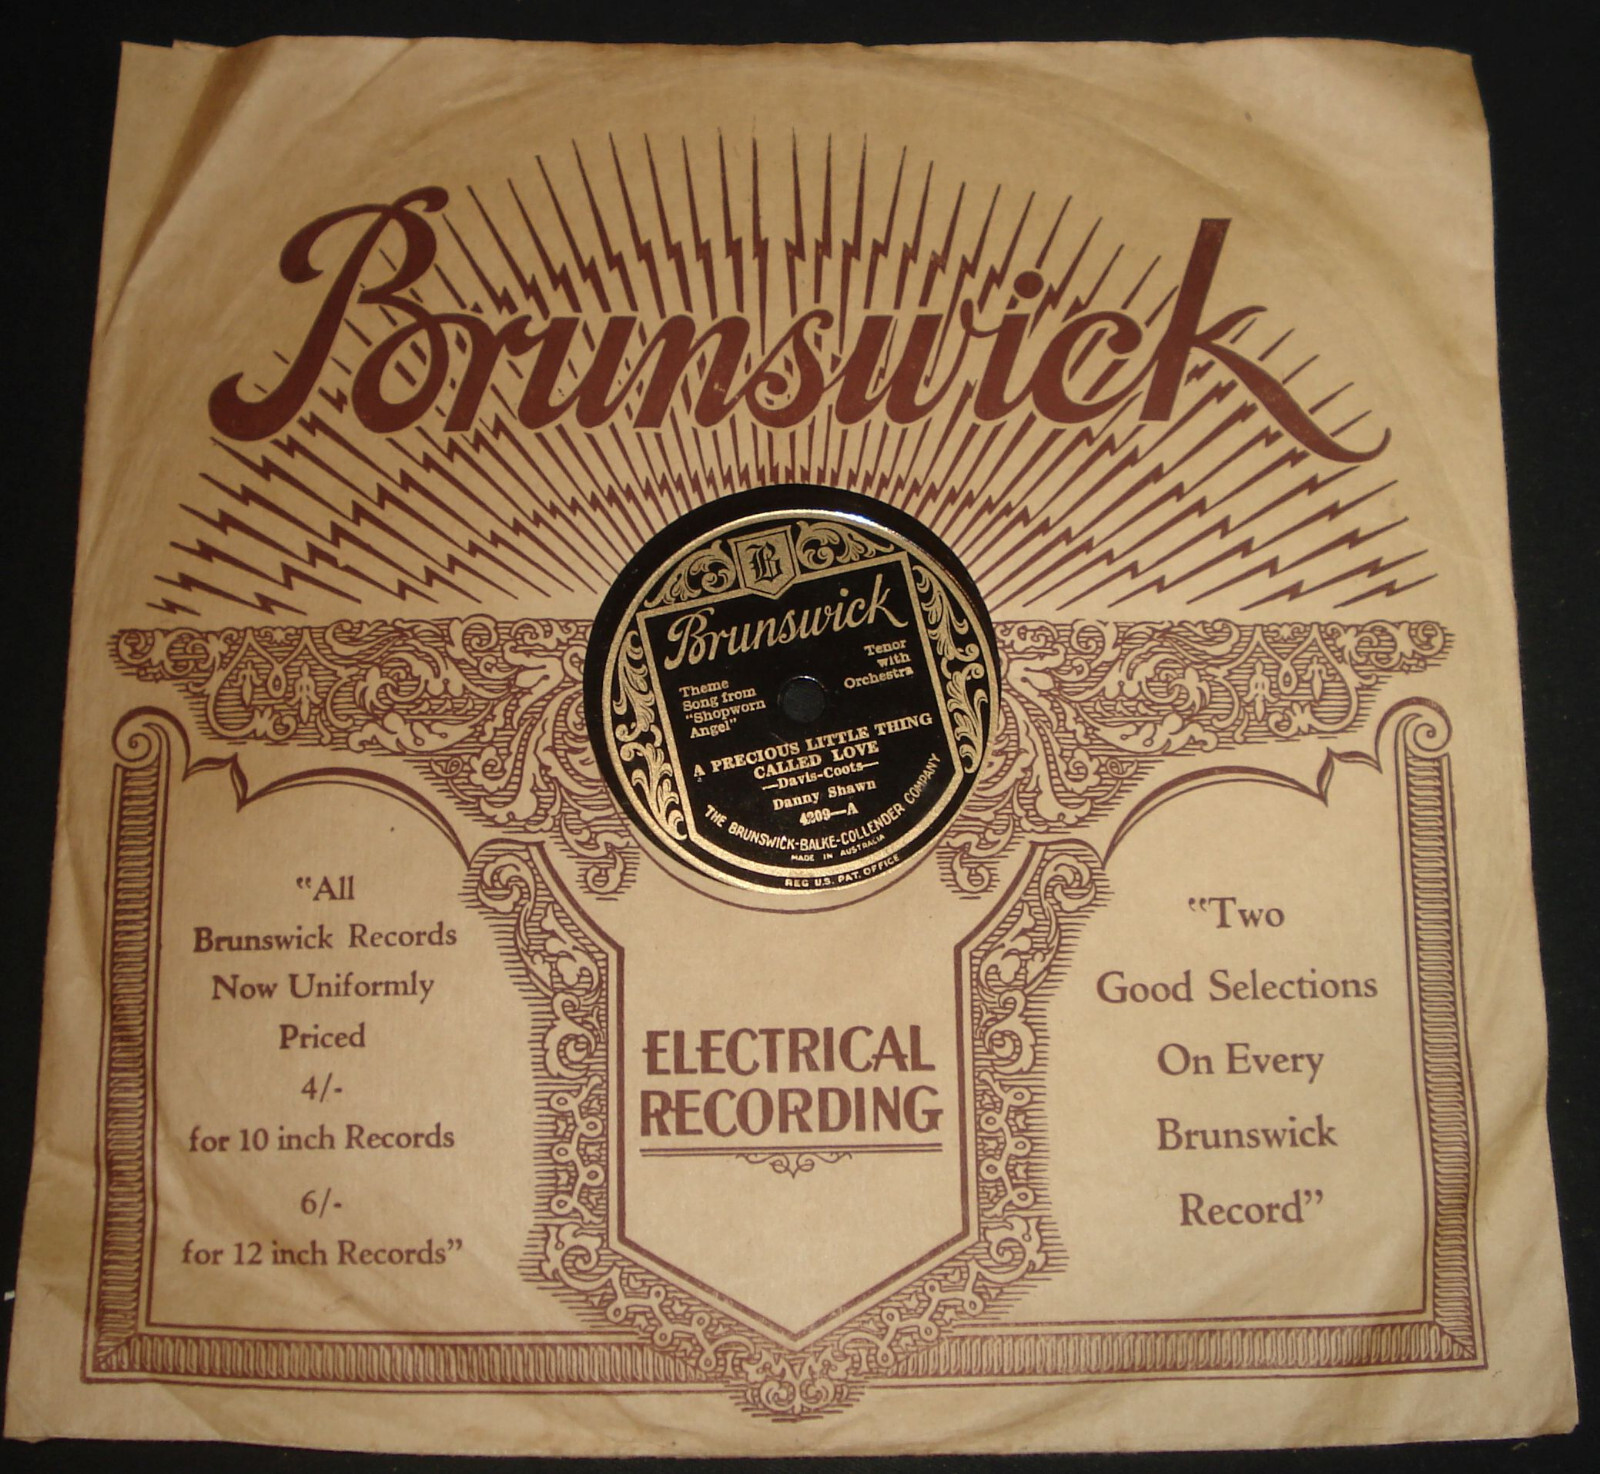 Brunswick
B
Brunswick
Theme
Song from
"Shopworn
Angel"
Tenor
with
Orchestra
A PRECIOUS LITTLE THING
CALLED LOVE
—Davis-Coots—
Danny Shawn
4209—A
THE BRUNSWICK-BALKE-COLLENDER COMPANY
MADE IN AUSTRALIA
REG U.S. PAT. OFFICE
"All
Brunswick Records
Now Uniformly
Priced
4/-
for 10 inch Records
6/-
for 12 inch Records"
ELECTRICAL
RECORDING
"Two
Good Selections
On Every
Brunswick
Record"